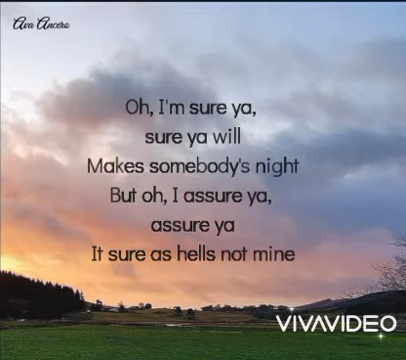 Ava Ancero
Oh, I'm sure ya,
sure ya will
Makes somebody's night
But oh, I assure ya,
assure ya
It sure as hells not mine
VIVAVIDEO